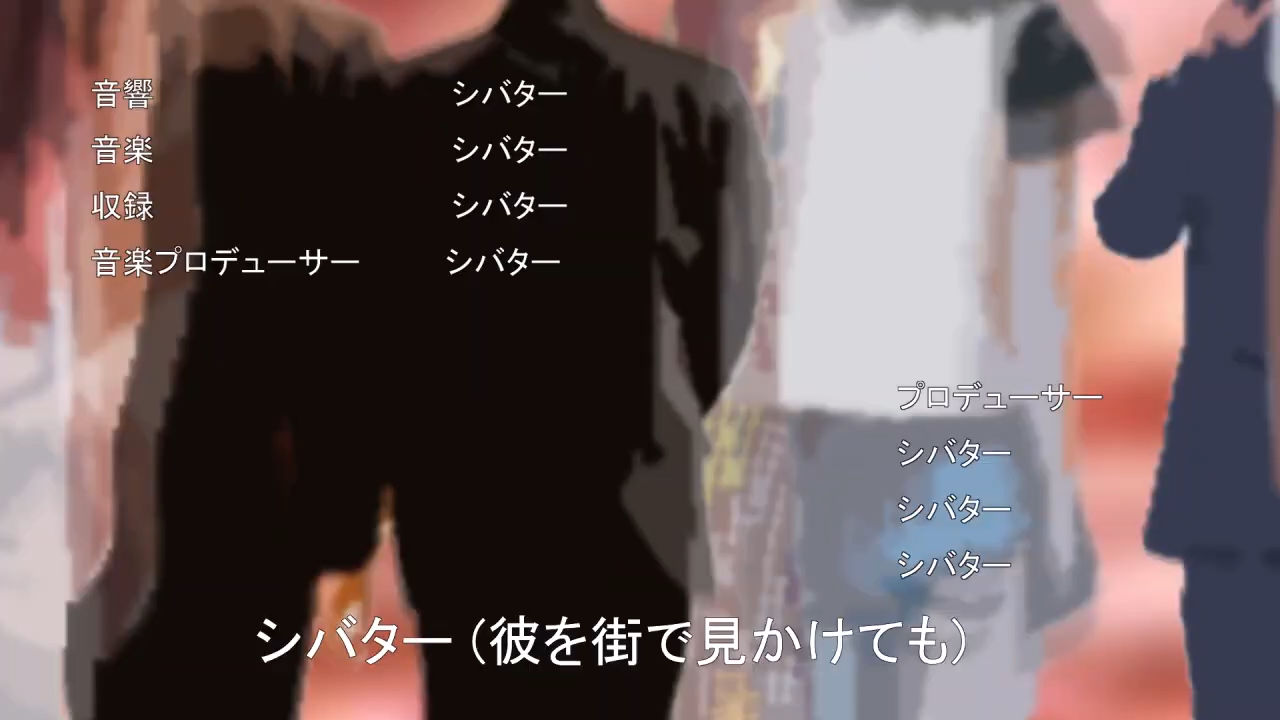 音響 シバター
音楽 シバター
収録 シバター
音楽プロデューサー シバター
プロデューサー
シバター
シバター
シバター
シバター（彼を街で見かけても）